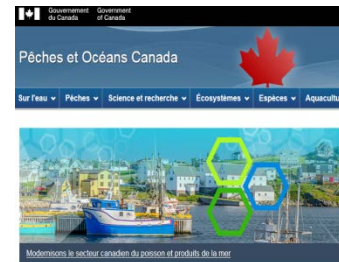 Gouvernement du Canada
Government of Canada
Pêches et Océans Canada
Sur l'eau Pêches Science et recherche Écosystèmes Espèces Aquacultu
Modernisons le secteur canadien du poisson et produits de la mer